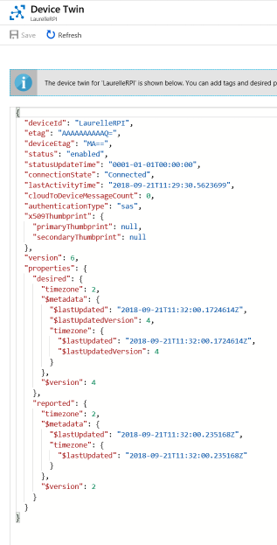 Device Twin
LaurelleRPI
Save Refresh
The device twin for 'LaurelleRPI' is shown below. You can add tags and desired p
{
"deviceId": "LaurelleRPI",
"etag": "AAAAAAAAAAQ=",
"deviceEtag": "MA==",
"status": "enabled",
"statusUpdateTime": "0001-01-01T00:00:00",
"connectionState": "Connected",
"lastActivityTime": "2018-09-21T11:29:30.5623699",
"cloudToDeviceMessageCount": 0,
"authenticationType": "sas",
"x509Thumbprint": {
"primaryThumbprint": null,
"secondaryThumbprint": null
},
"version": 6,
"properties": {
"desired": {
"timezone": 2,
"$metadata": {
"$lastUpdated": "2018-09-21T11:32:00.1724614Z",
"$lastUpdatedVersion": 4,
"timezone": {
"$lastUpdated": "2018-09-21T11:32:00.1724614Z",
"$lastUpdatedVersion": 4
}
},
"$version": 4
},
"reported": {
"timezone": 2,
"$metadata": {
"$lastUpdated": "2018-09-21T11:32:00.235168Z",
"timezone": {
"$lastUpdated": "2018-09-21T11:32:00.235168Z"
}
},
"$version": 2
}
}
}